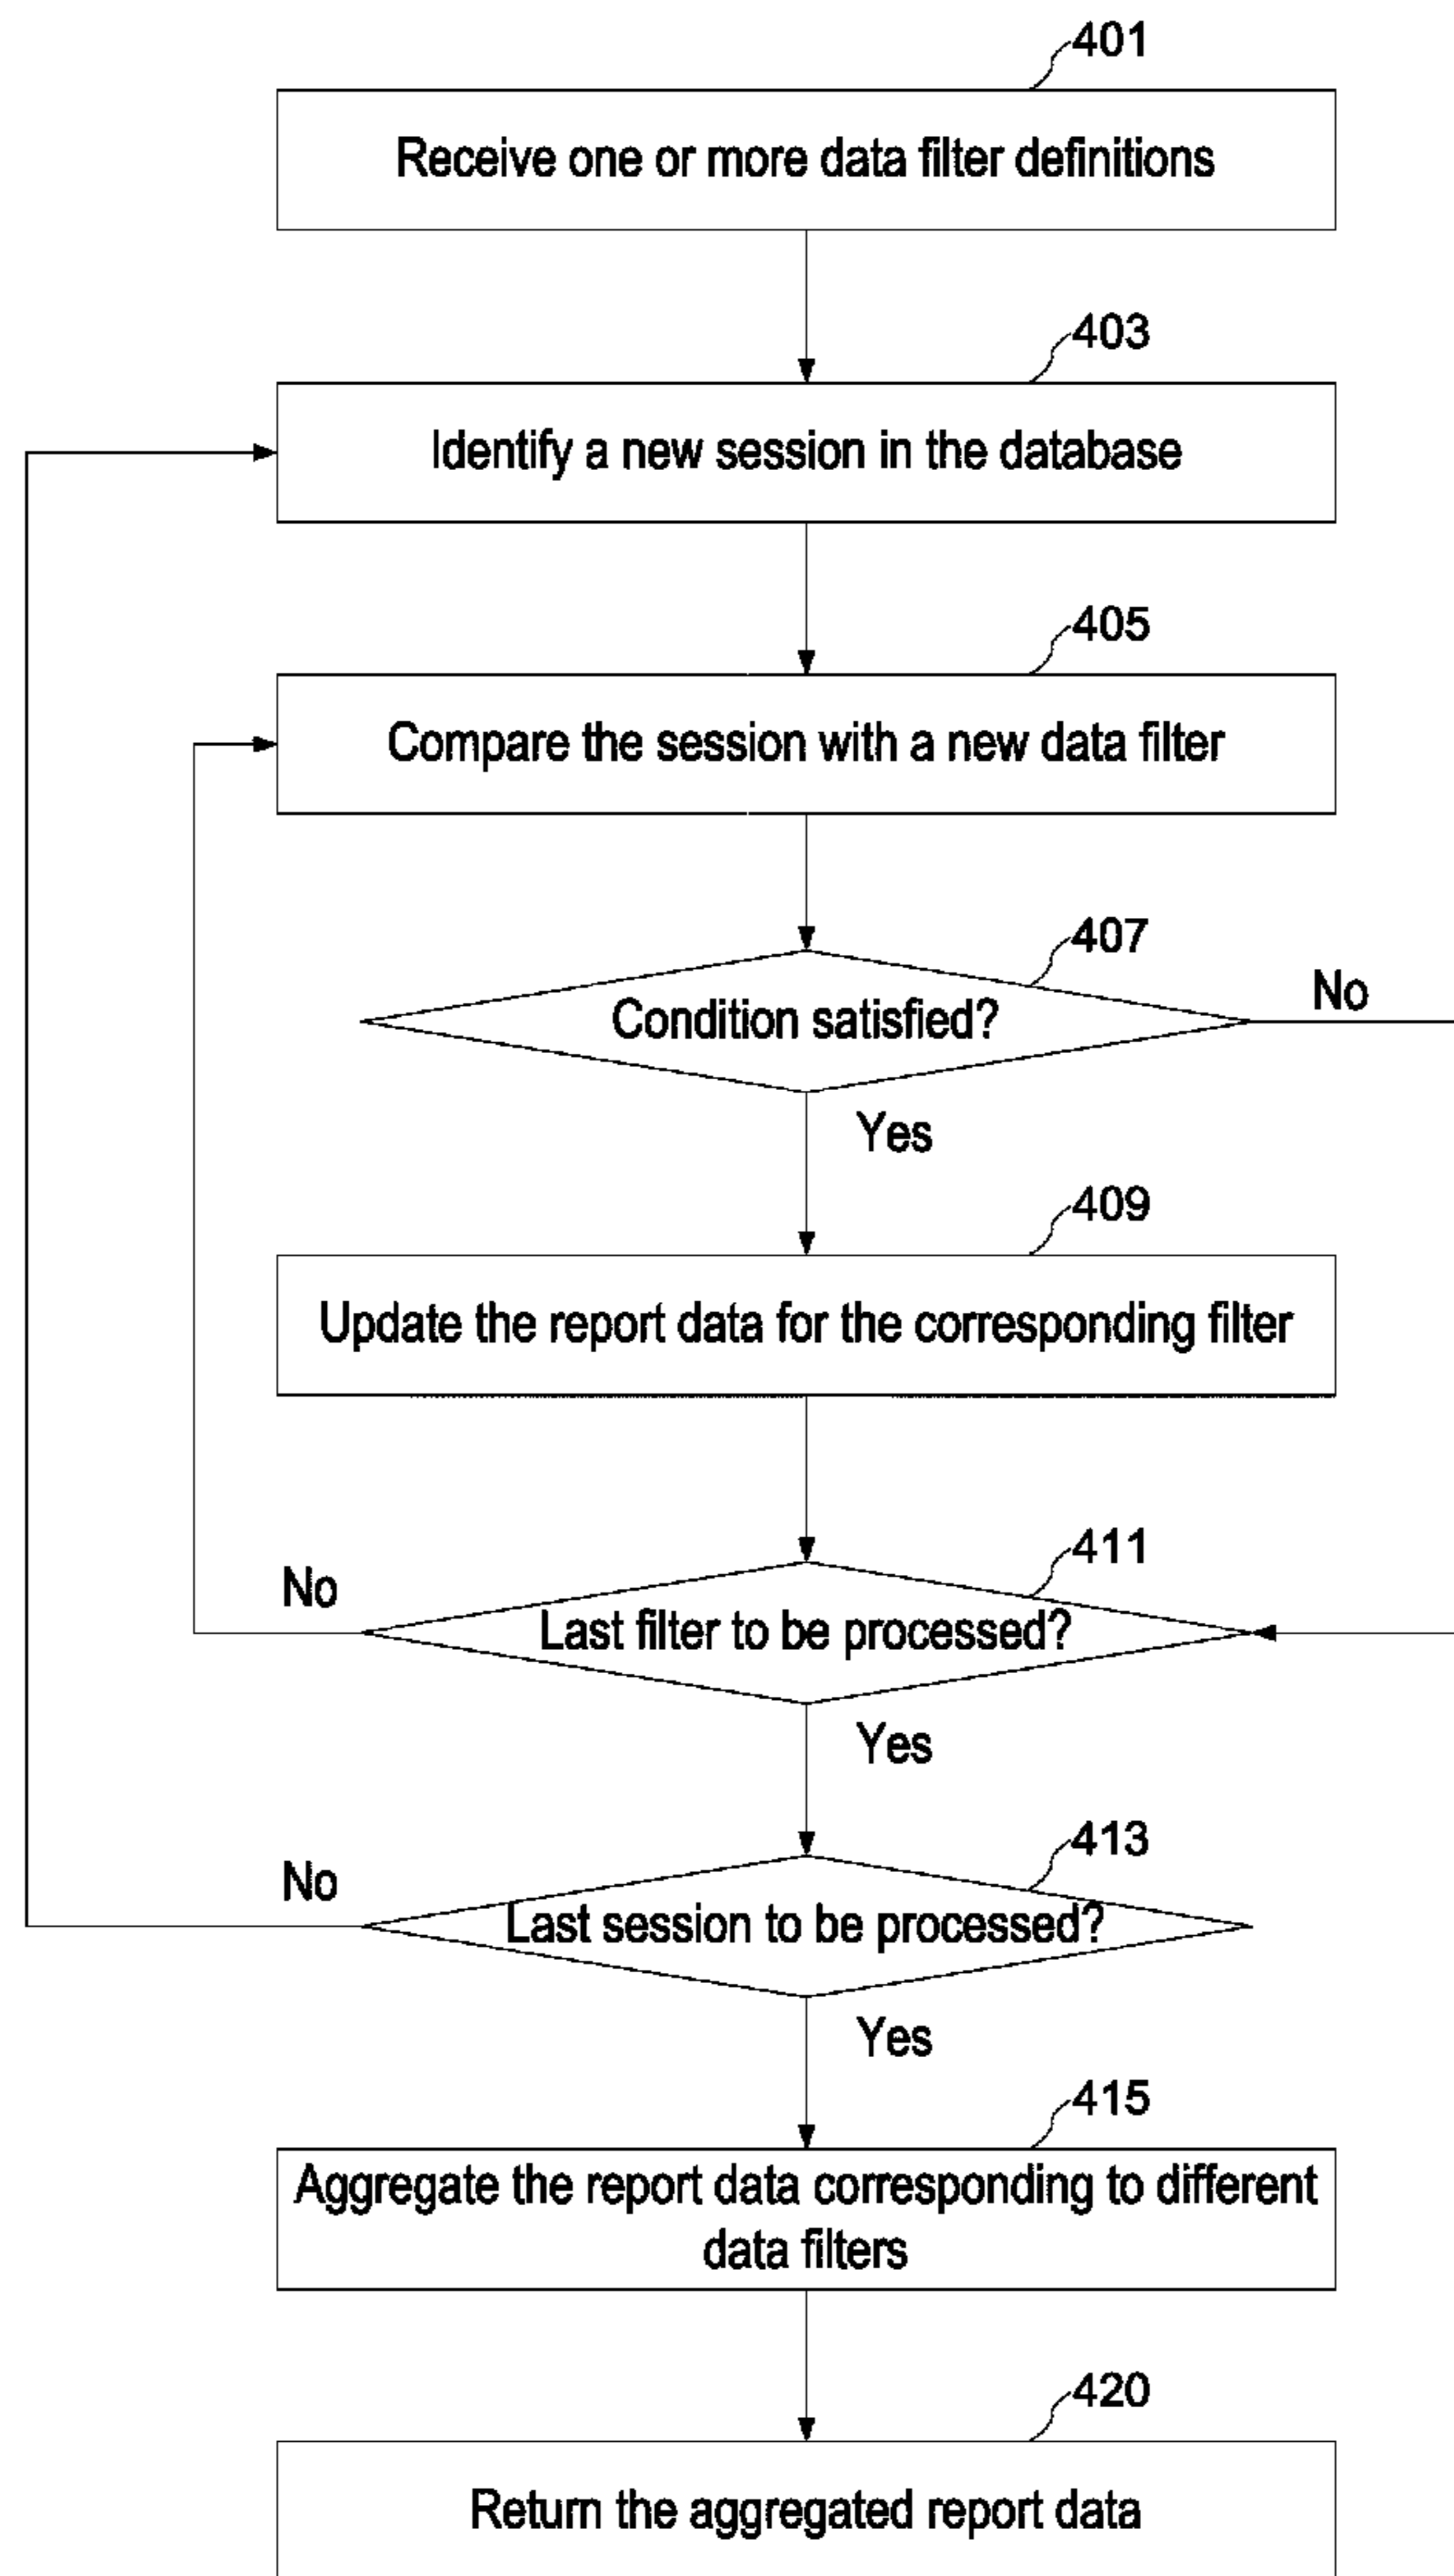 401
Receive one or more data filter definitions
403
Identify a new session in the database
405
Compare the session with a new data filter
407
Condition satisfied?
No
Yes
409
Update the report data for the corresponding filter
411
No
Last filter to be processed?
Yes
413
No
Last session to be processed?
Yes
415
Aggregate the report data corresponding to different
data filters
420
Return the aggregated report data